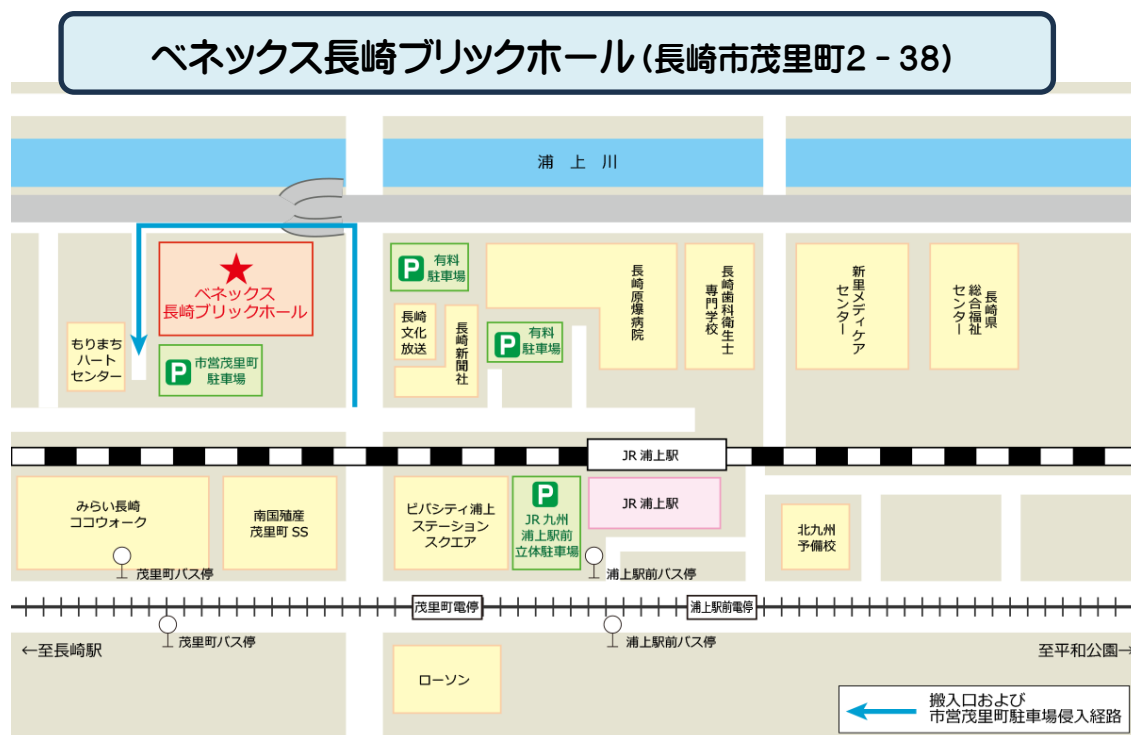 ベネックス長崎ブリックホール(長崎市茂里町2 - 38)
浦 上 川
ベネックス
長崎ブリックホール
もりまち
ハート
センター
P
市営茂里町
駐車場
P
有料
駐車場
長崎
文化
放送
長崎新聞社
P
有料
駐車場
長崎原爆病院
長崎歯科衛生士
専門学校
新里メディケア
センター
長崎県
総合福祉
センター
JR 浦上駅
みらい長崎
ココウォーク
南国殖産
茂里町 SS
ビバシティ浦上
ステーション
スクエア
P
JR 九州
浦上駅前
立体駐車場
JR 浦上駅
北九州
予備校
茂里町バス停
浦上駅前バス停
茂里町電停
浦上駅前電停
茂里町バス停
浦上駅前バス停
←至長崎駅
至平和公園→
ローソン
搬入口および
市営茂里町駐車場侵入経路